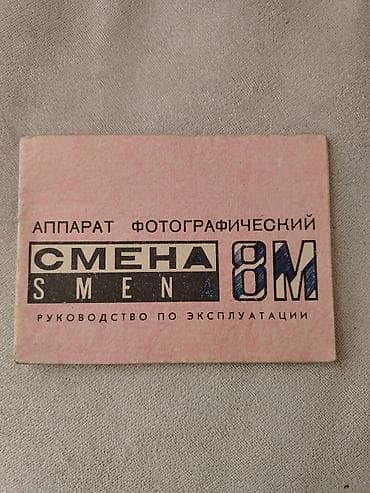 АППАРАТ ФОТОГРАФИЧЕСКИЙ
СМЕНА 8М
SMENA
РУКОВОДСТВО ПО ЭКСПЛУАТАЦИИ